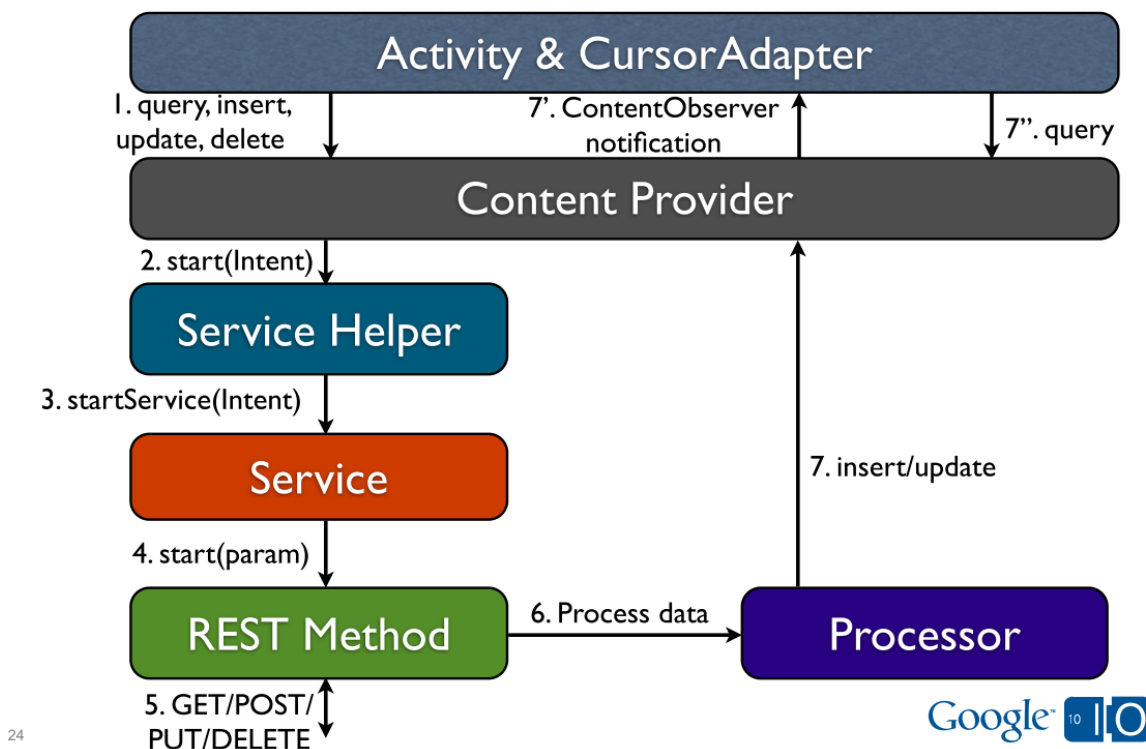 Activity & CursorAdapter
1. query, insert,
update, delete
7’. ContentObserver
notification
7’’. query
Content Provider
2. start(Intent)
Service Helper
3. startService(Intent)
Service
7. insert/update
4. start(param)
REST Method
6. Process data
Processor
5. GET/POST/
PUT/DELETE
Google™ 10 IO
24